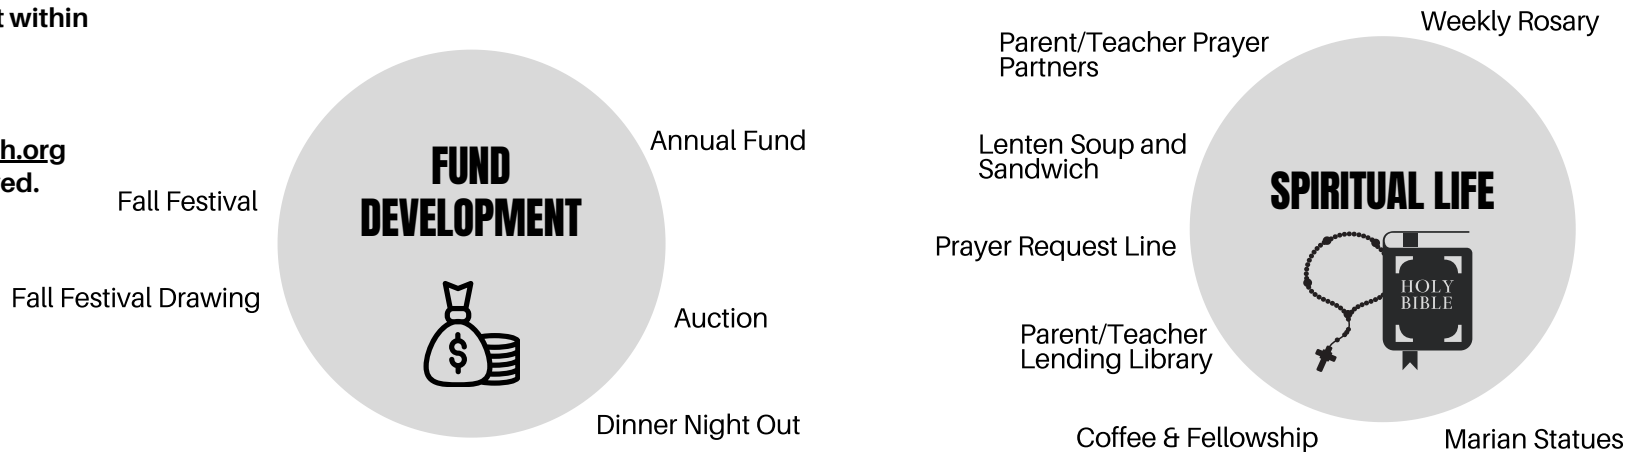 t within
h.org
ed.
Fall Festival
Fall Festival Drawing
FUND
DEVELOPMENT
$
Annual Fund
Auction
Dinner Night Out
Weekly Rosary
Parent/Teacher Prayer
Partners
Lenten Soup and
Sandwich
Prayer Request Line
Parent/Teacher
Lending Library
Coffee & Fellowship
SPIRITUAL LIFE
HOLY
BIBLE
Marian Statues